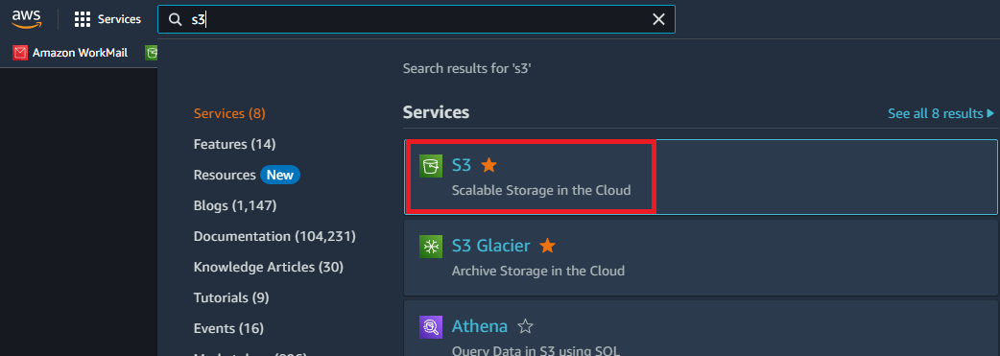 aws
Services
s3
Amazon WorkMail
Search results for 's3'
Services (8)
Features (14)
Resources New
Blogs (1,147)
Documentation (104,231)
Knowledge Articles (30)
Tutorials (9)
Events (16)
Services
See all 8 results
S3
Scalable Storage in the Cloud
S3 Glacier
Archive Storage in the Cloud
Athena
Query Data in S3 using SQL